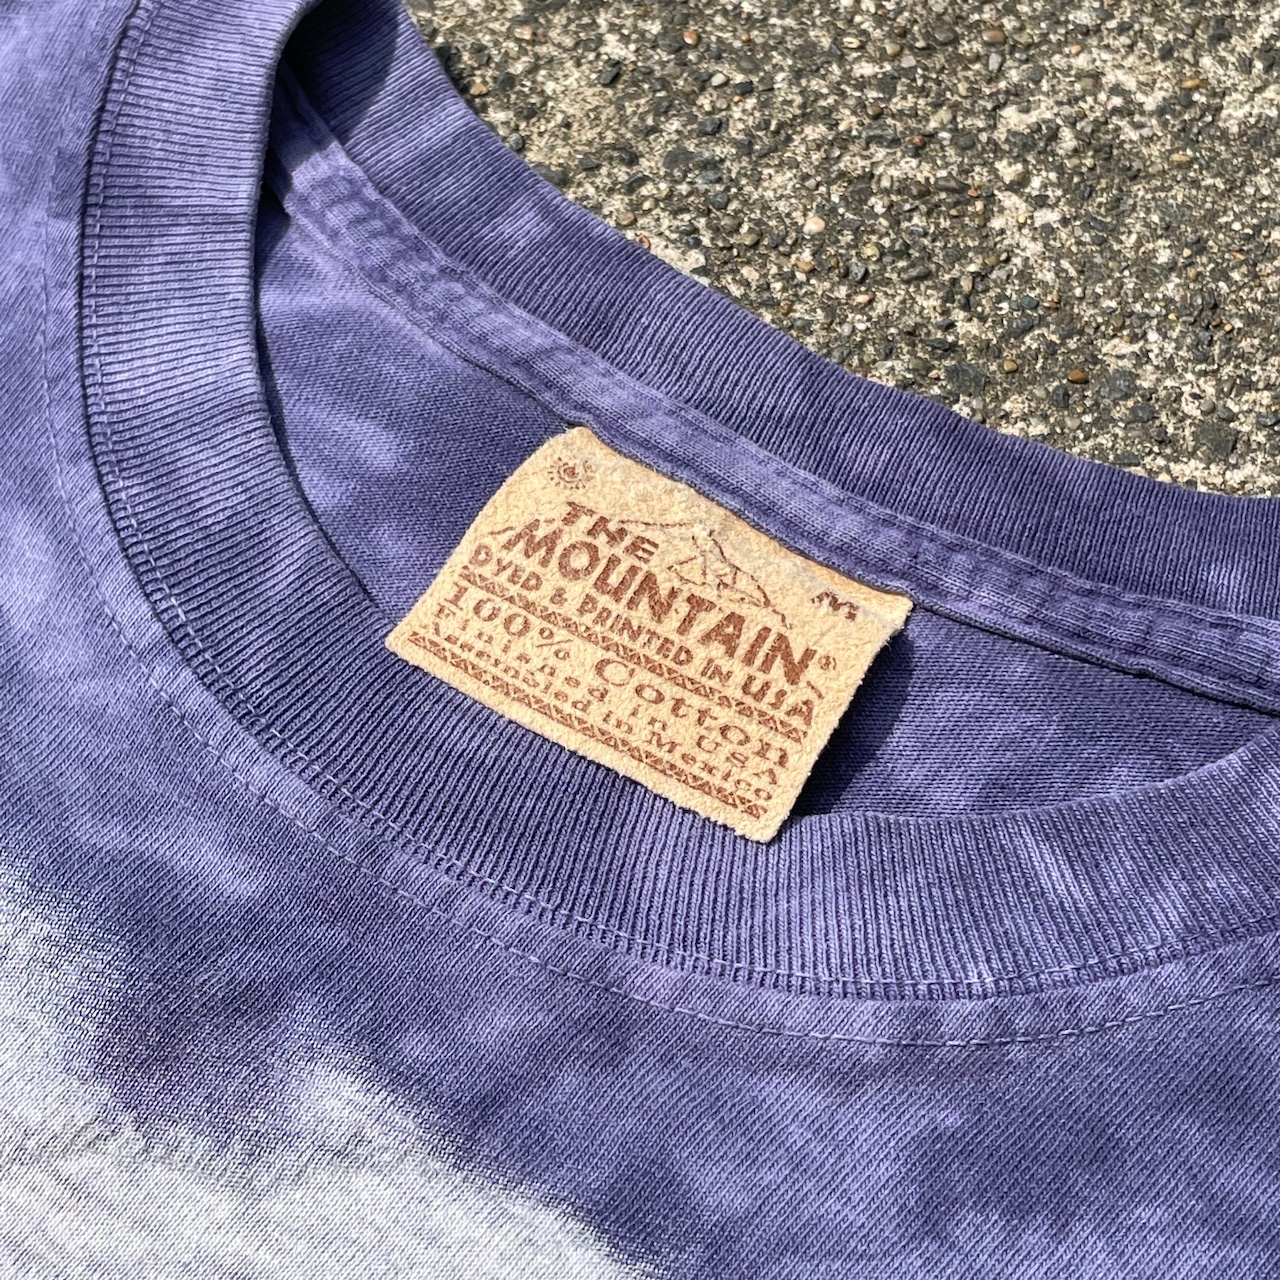 M
THE
MOUNTAIN®
DYED & PRINTED IN USA
100% Cotton
Finished in USA
Assembled in Mexico